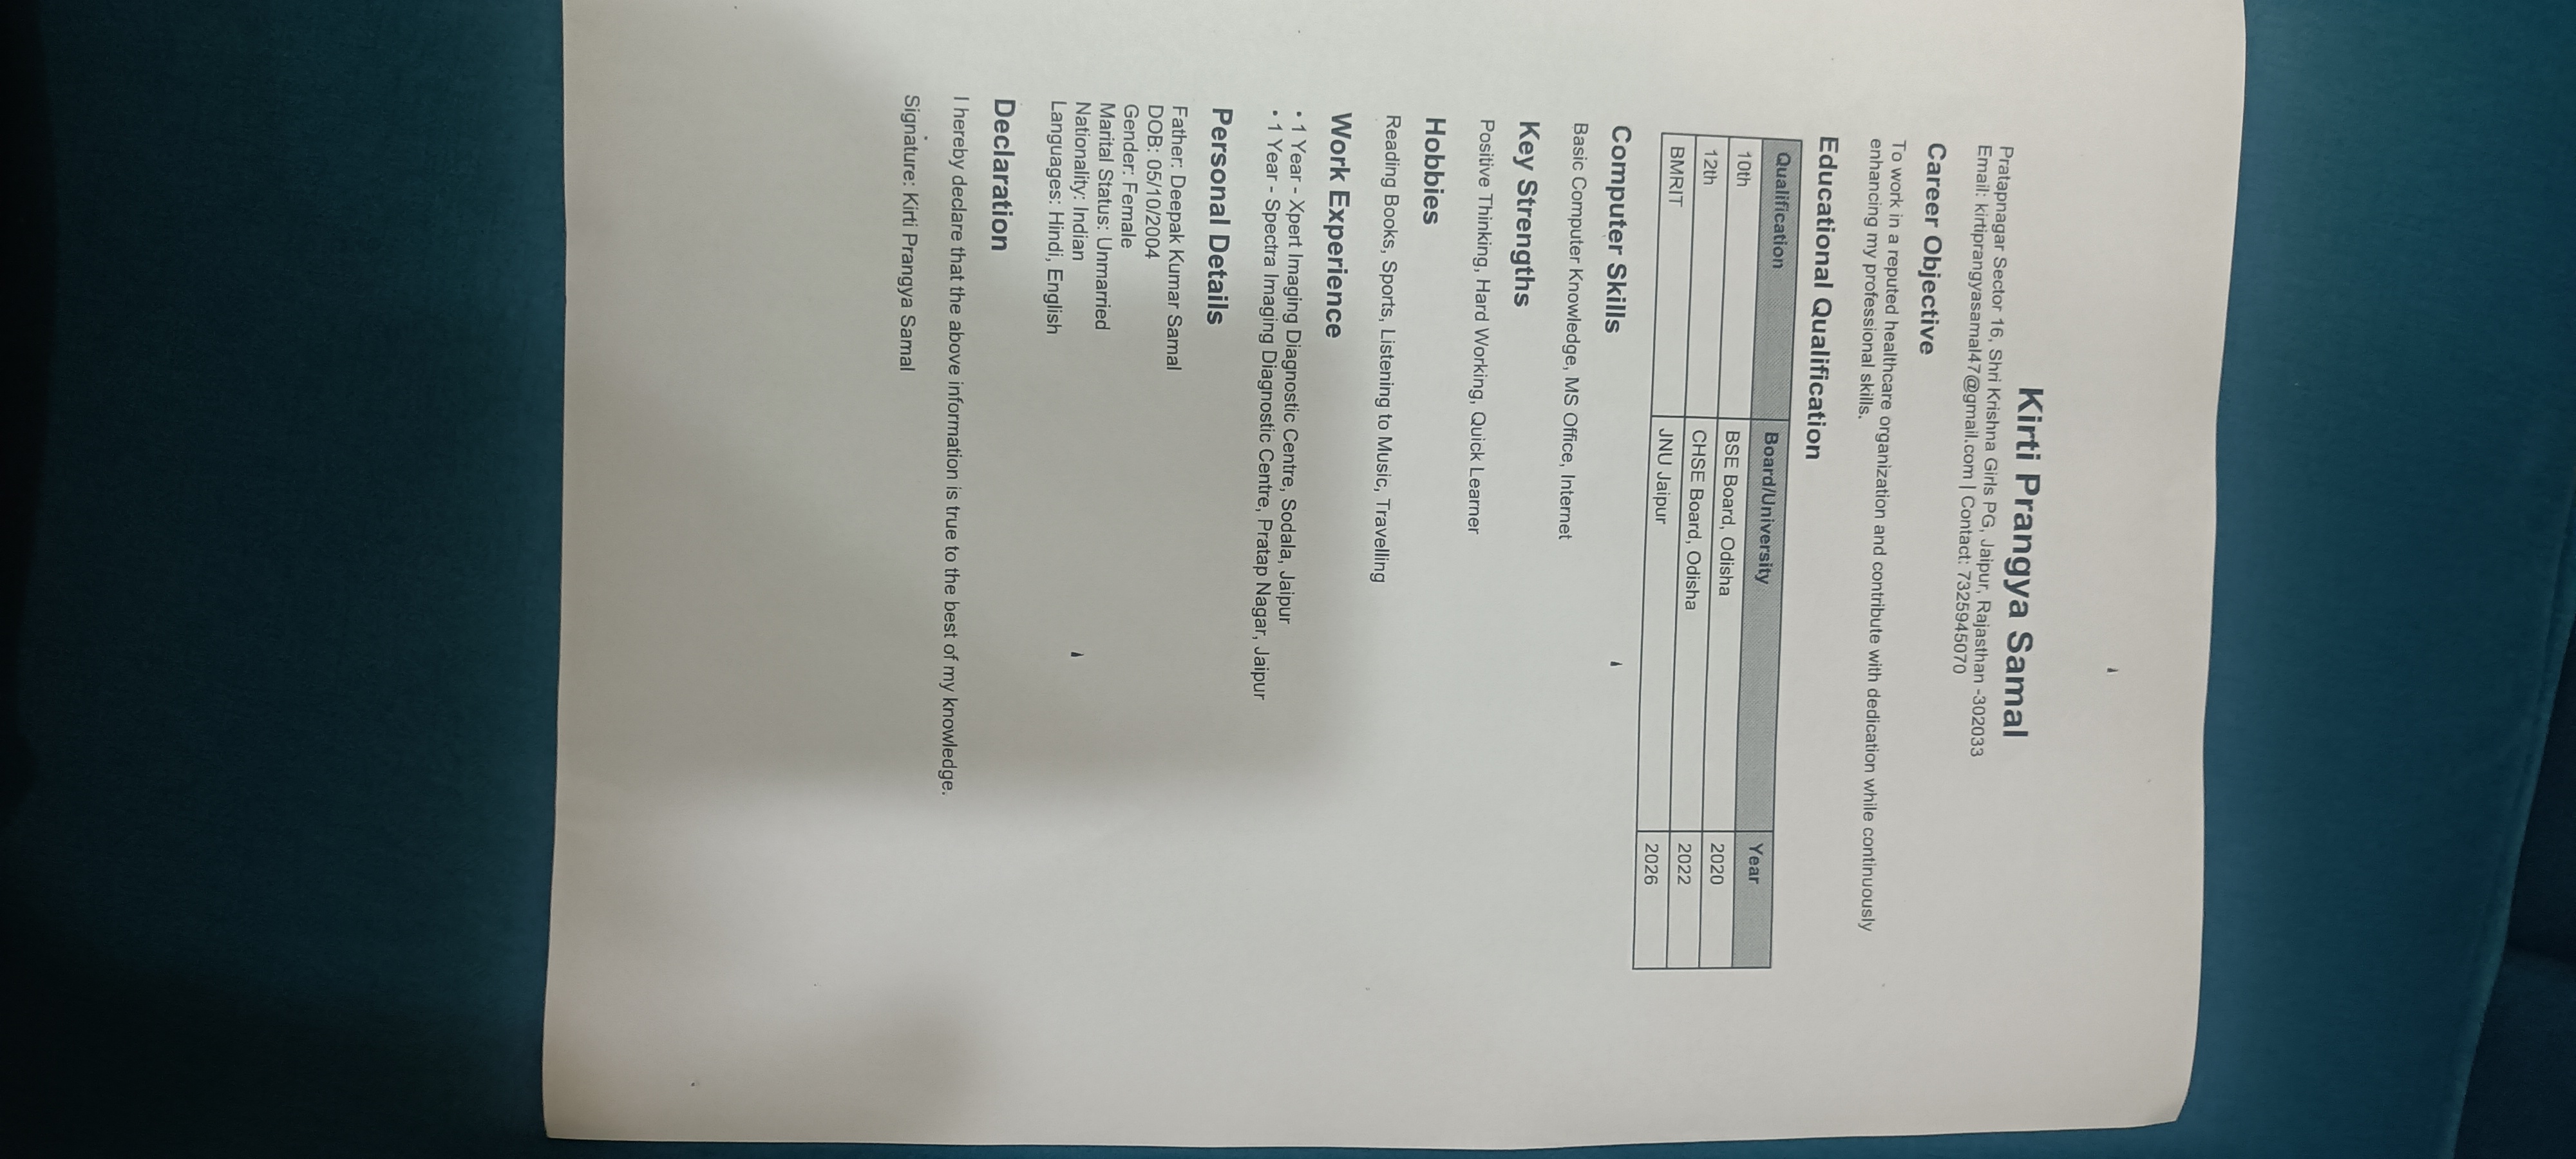 Kirti Prangya Samal
Pratapnagar Sector 16, Shri Krishna Girls PG, Jaipur, Rajasthan -302033
Email: kirtiprangyasamal47@gmail.com | Contact: 7325945070
Career Objective
To work in a reputed healthcare organization and contribute with dedication while continuously
enhancing my professional skills.
Educational Qualification
Qualification Board/University Year
10th BSE Board, Odisha 2020
12th CHSE Board, Odisha 2022
BMRIT JNU Jaipur 2026
Computer Skills
Basic Computer Knowledge, MS Office, Internet
Key Strengths
Positive Thinking, Hard Working, Quick Learner
Hobbies
Reading Books, Sports, Listening to Music, Travelling
Work Experience
• 1 Year - Xpert Imaging Diagnostic Centre, Sodala, Jaipur
• 1 Year - Spectra Imaging Diagnostic Centre, Pratap Nagar, Jaipur
Personal Details
Father: Deepak Kumar Samal
DOB: 05/10/2004
Gender: Female
Marital Status: Unmarried
Nationality: Indian
Languages: Hindi, English
Declaration
I hereby declare that the above information is true to the best of my knowledge.
Signature: Kirti Prangya Samal